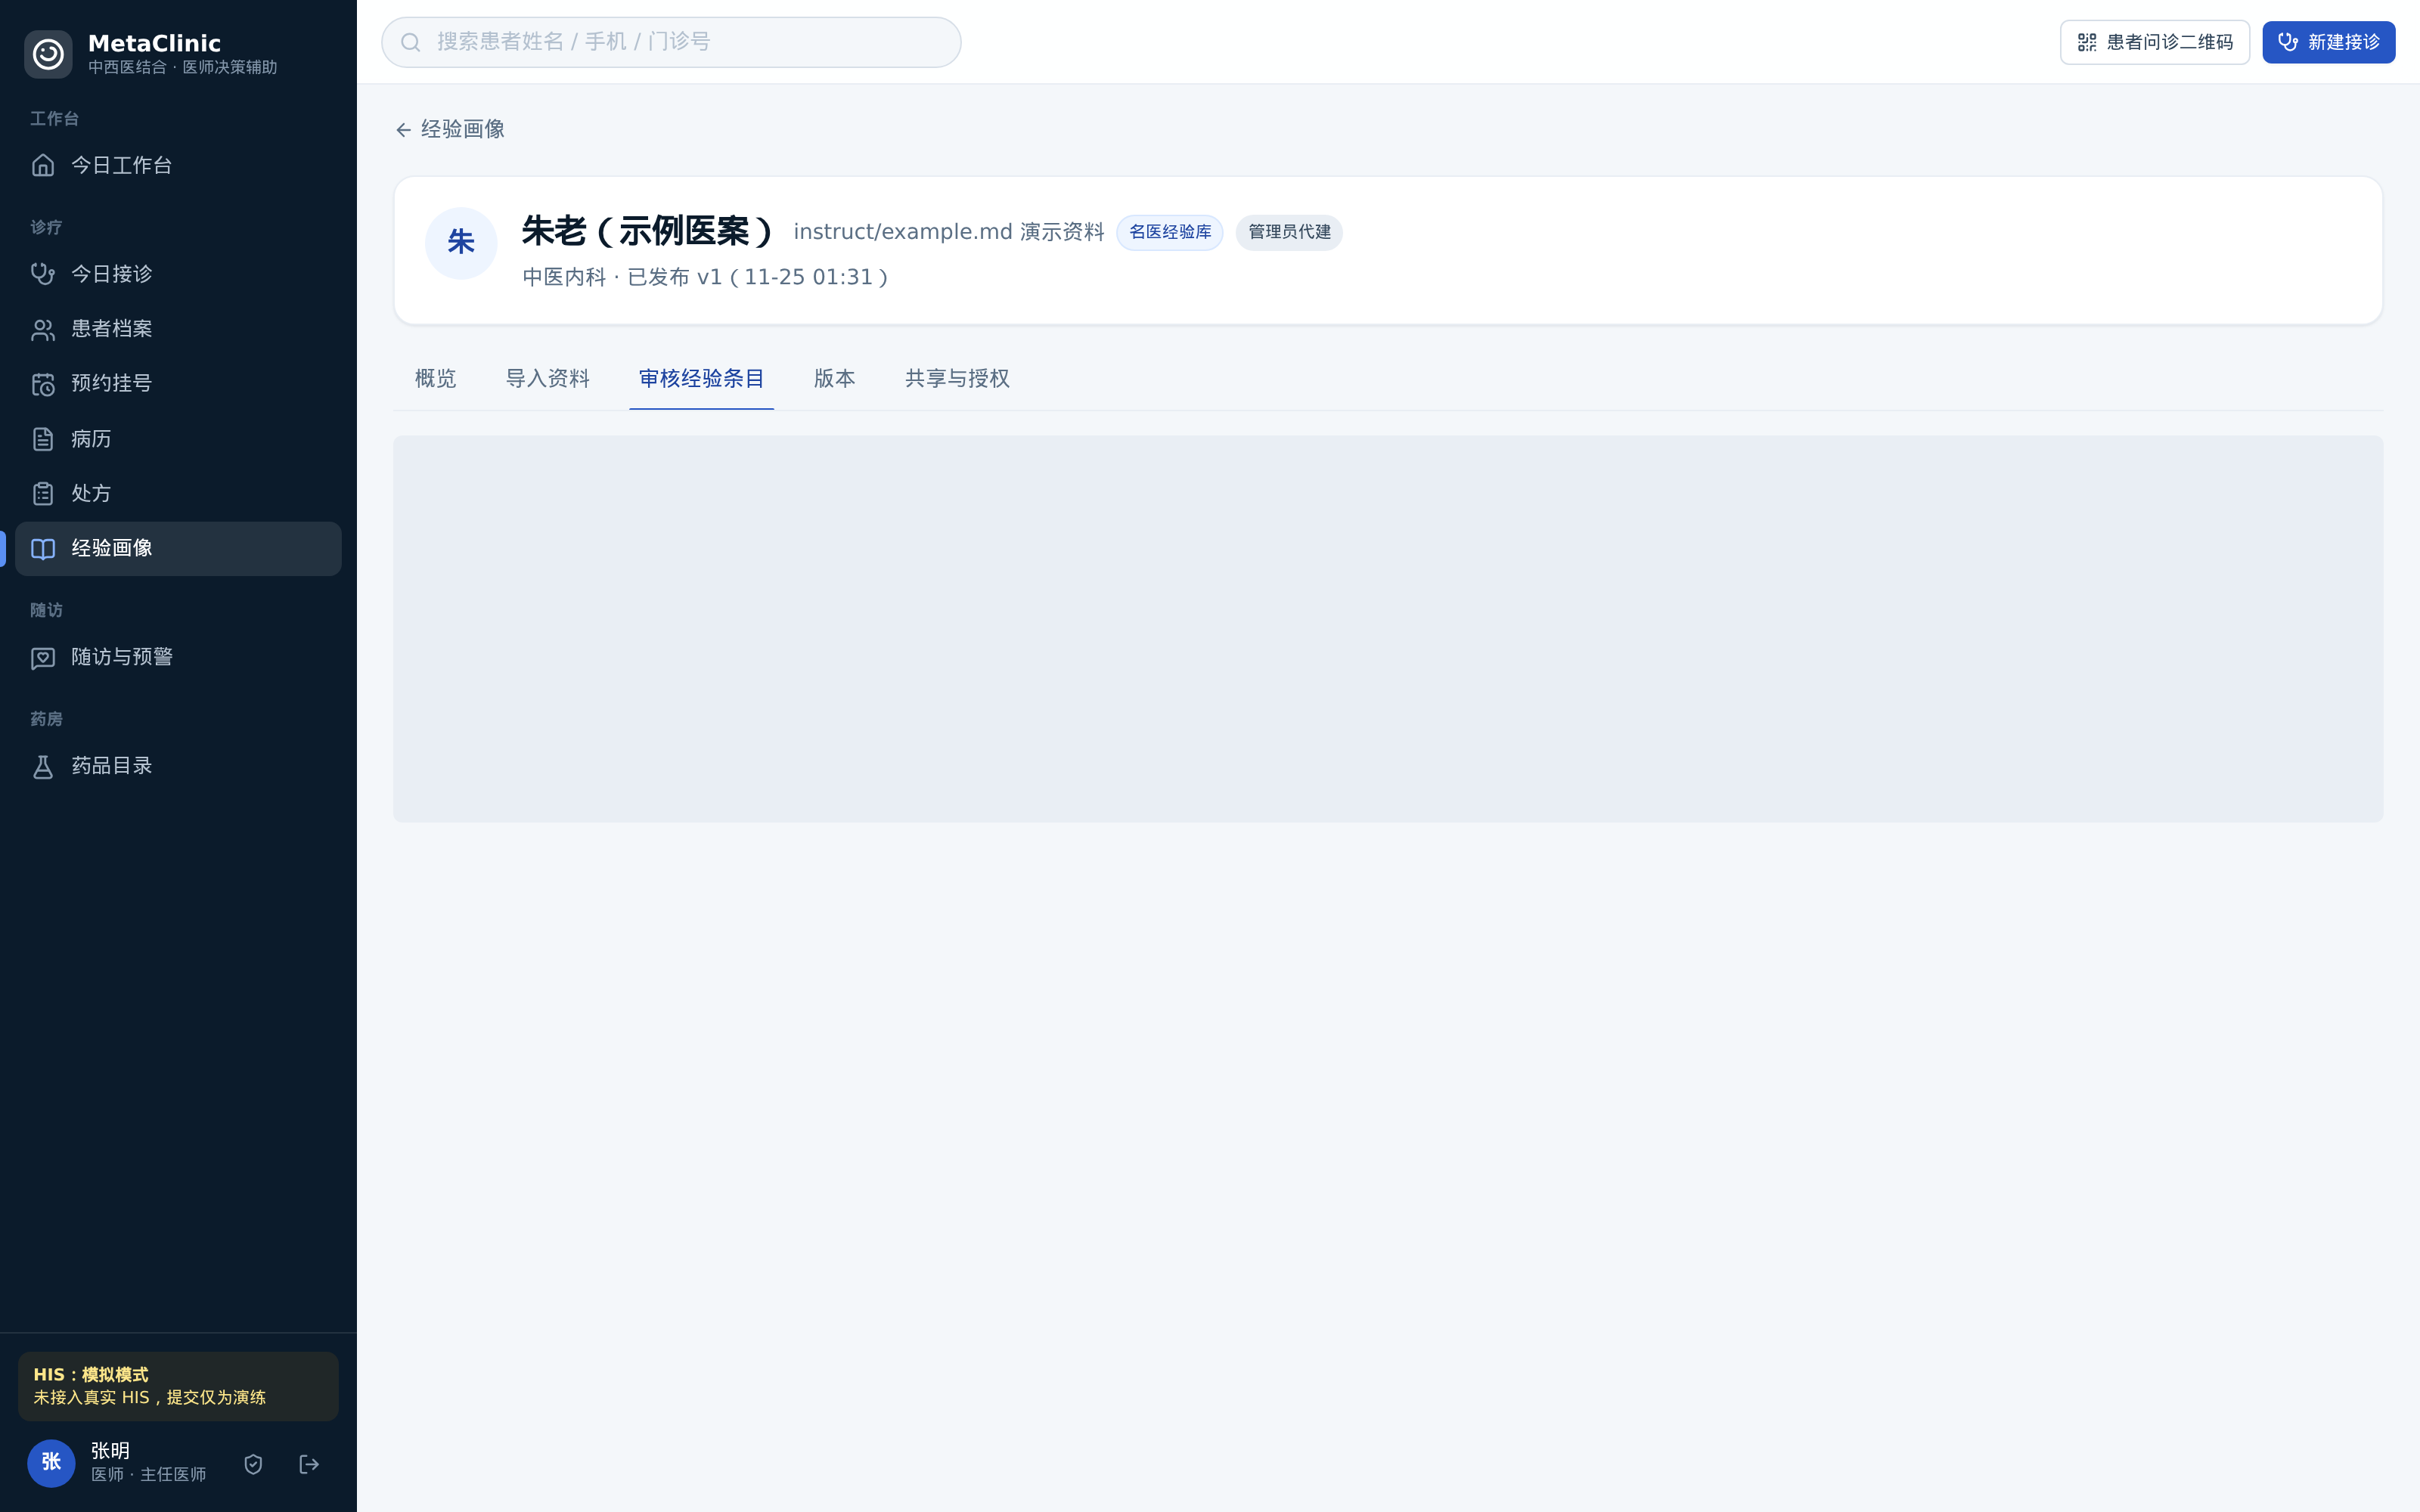 MetaClinic
中西医结合 · 医师决策辅助
工作台
今日工作台
诊疗
今日接诊
患者档案
预约挂号
病历
处方
经验画像
随访
随访与预警
药房
药品目录
HIS：模拟模式
未接入真实 HIS，提交仅为演练
张
张明
医师 · 主任医师
搜索患者姓名 / 手机 / 门诊号
患者问诊二维码
新建接诊
← 经验画像
朱
朱老（示例医案） instruct/example.md 演示资料 名医经验库 管理员代建
中医内科 · 已发布 v1（11-25 01:31）
概览 导入资料 审核经验条目 版本 共享与授权